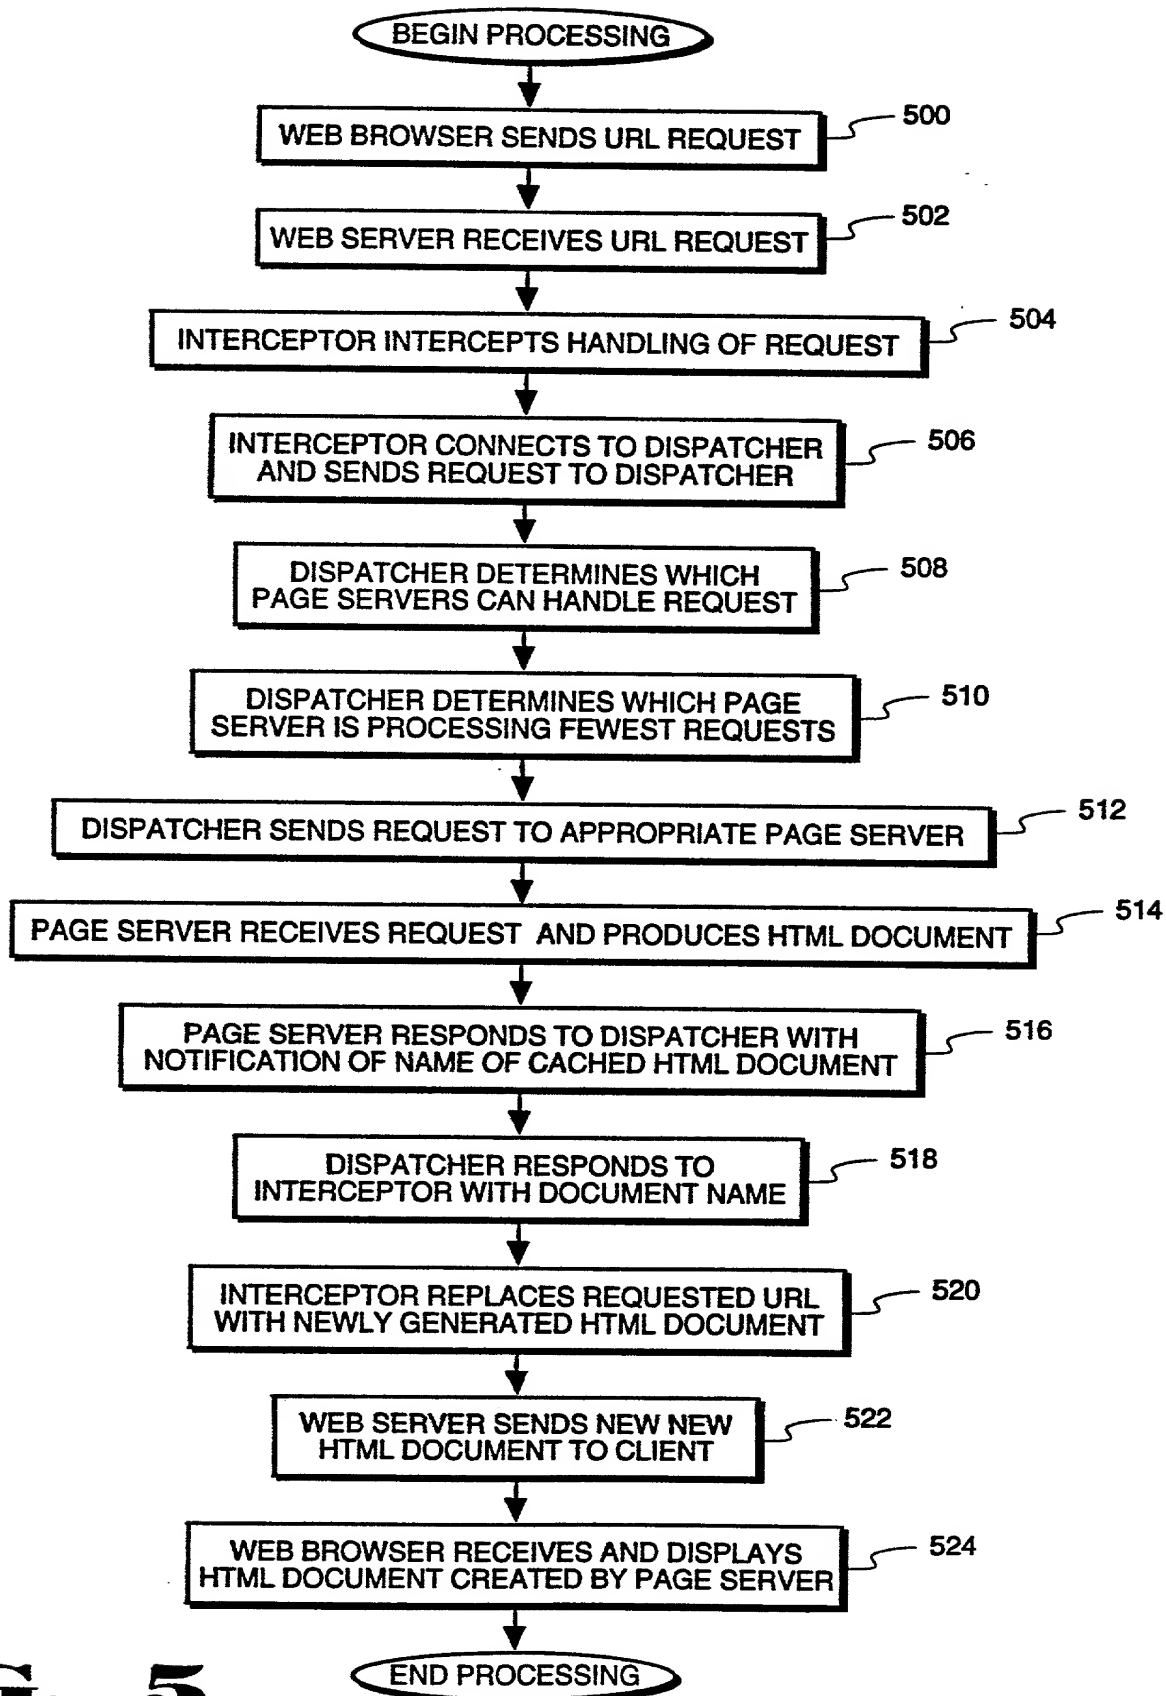 BEGIN PROCESSING
WEB BROWSER SENDS URL REQUEST
500
WEB SERVER RECEIVES URL REQUEST
502
INTERCEPTOR INTERCEPTS HANDLING OF REQUEST
504
INTERCEPTOR CONNECTS TO DISPATCHER
AND SENDS REQUEST TO DISPATCHER
506
DISPATCHER DETERMINES WHICH
PAGE SERVERS CAN HANDLE REQUEST
508
DISPATCHER DETERMINES WHICH PAGE
SERVER IS PROCESSING FEWEST REQUESTS
510
DISPATCHER SENDS REQUEST TO APPROPRIATE PAGE SERVER
512
PAGE SERVER RECEIVES REQUEST AND PRODUCES HTML DOCUMENT
514
PAGE SERVER RESPONDS TO DISPATCHER WITH
NOTIFICATION OF NAME OF CACHED HTML DOCUMENT
516
DISPATCHER RESPONDS TO
INTERCEPTOR WITH DOCUMENT NAME
518
INTERCEPTOR REPLACES REQUESTED URL
WITH NEWLY GENERATED HTML DOCUMENT
520
WEB SERVER SENDS NEW NEW
HTML DOCUMENT TO CLIENT
522
WEB BROWSER RECEIVES AND DISPLAYS
HTML DOCUMENT CREATED BY PAGE SERVER
524
END PROCESSING